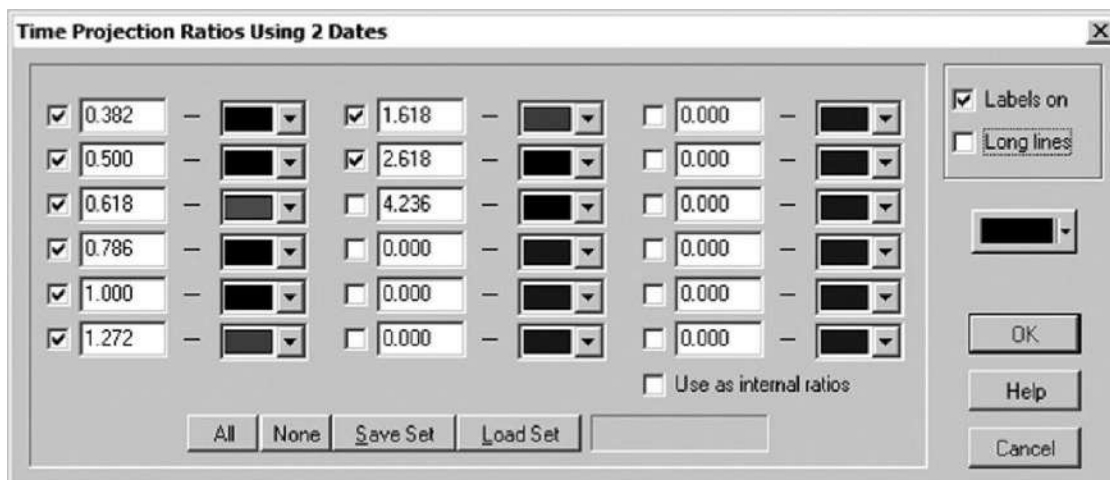 Time Projection Ratios Using 2 Dates
0.382 – 1.618 – 0.000 –
0.500 – 2.618 – 0.000 –
0.618 – 4.236 – 0.000 –
0.786 – 0.000 – 0.000 –
1.000 – 0.000 – 0.000 –
1.272 – 0.000 – 0.000 –
Use as internal ratios
All None Save Set Load Set
Labels on
Long lines
OK
Help
Cancel